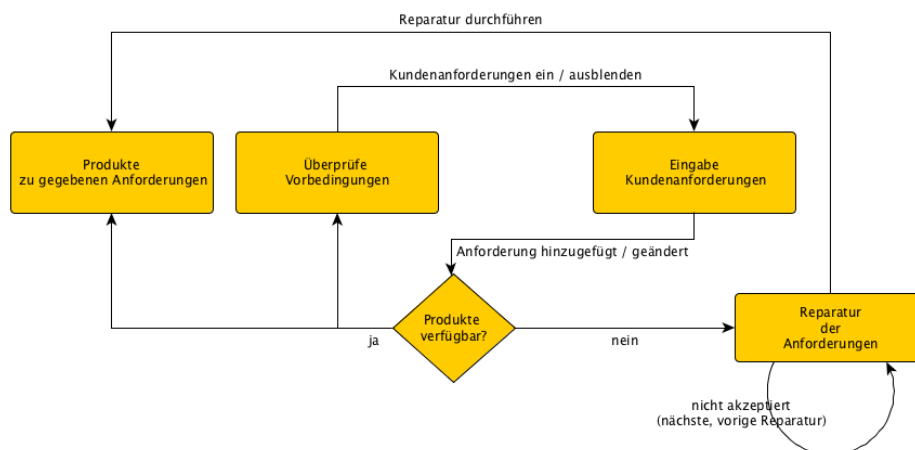 Reparatur durchführen
Kundenanforderungen ein / ausblenden
Produkte
zu gegebenen Anforderungen
Überprüfe
Vorbedingungen
Eingabe
Kundenanforderungen
Anforderung hinzugefügt / geändert
Produkte
verfügbar?
ja
nein
Reparatur
der
Anforderungen
nicht akzeptiert
(nächste, vorige Reparatur)